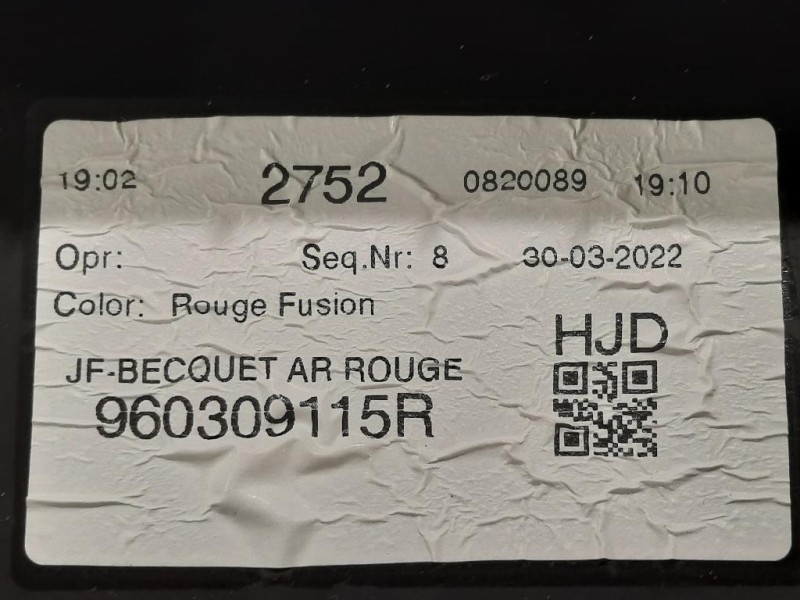 19:02 2752 0820089 19:10
Opr: Seq.Nr: 8 30-03-2022
Color: Rouge Fusion
HJD
JF-BECQUET AR ROUGE
960309115R